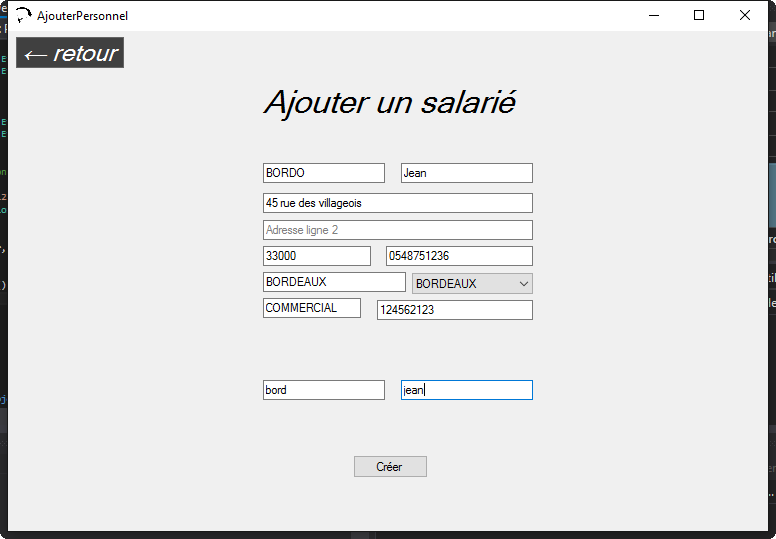 AjouterPersonnel
← retour
Ajouter un salarié
BORDO Jean
45 rue des villageois
Adresse ligne 2
33000 0548751236
BORDEAUX BORDEAUX
COMMERCIAL 124562123
bord jean
Créer